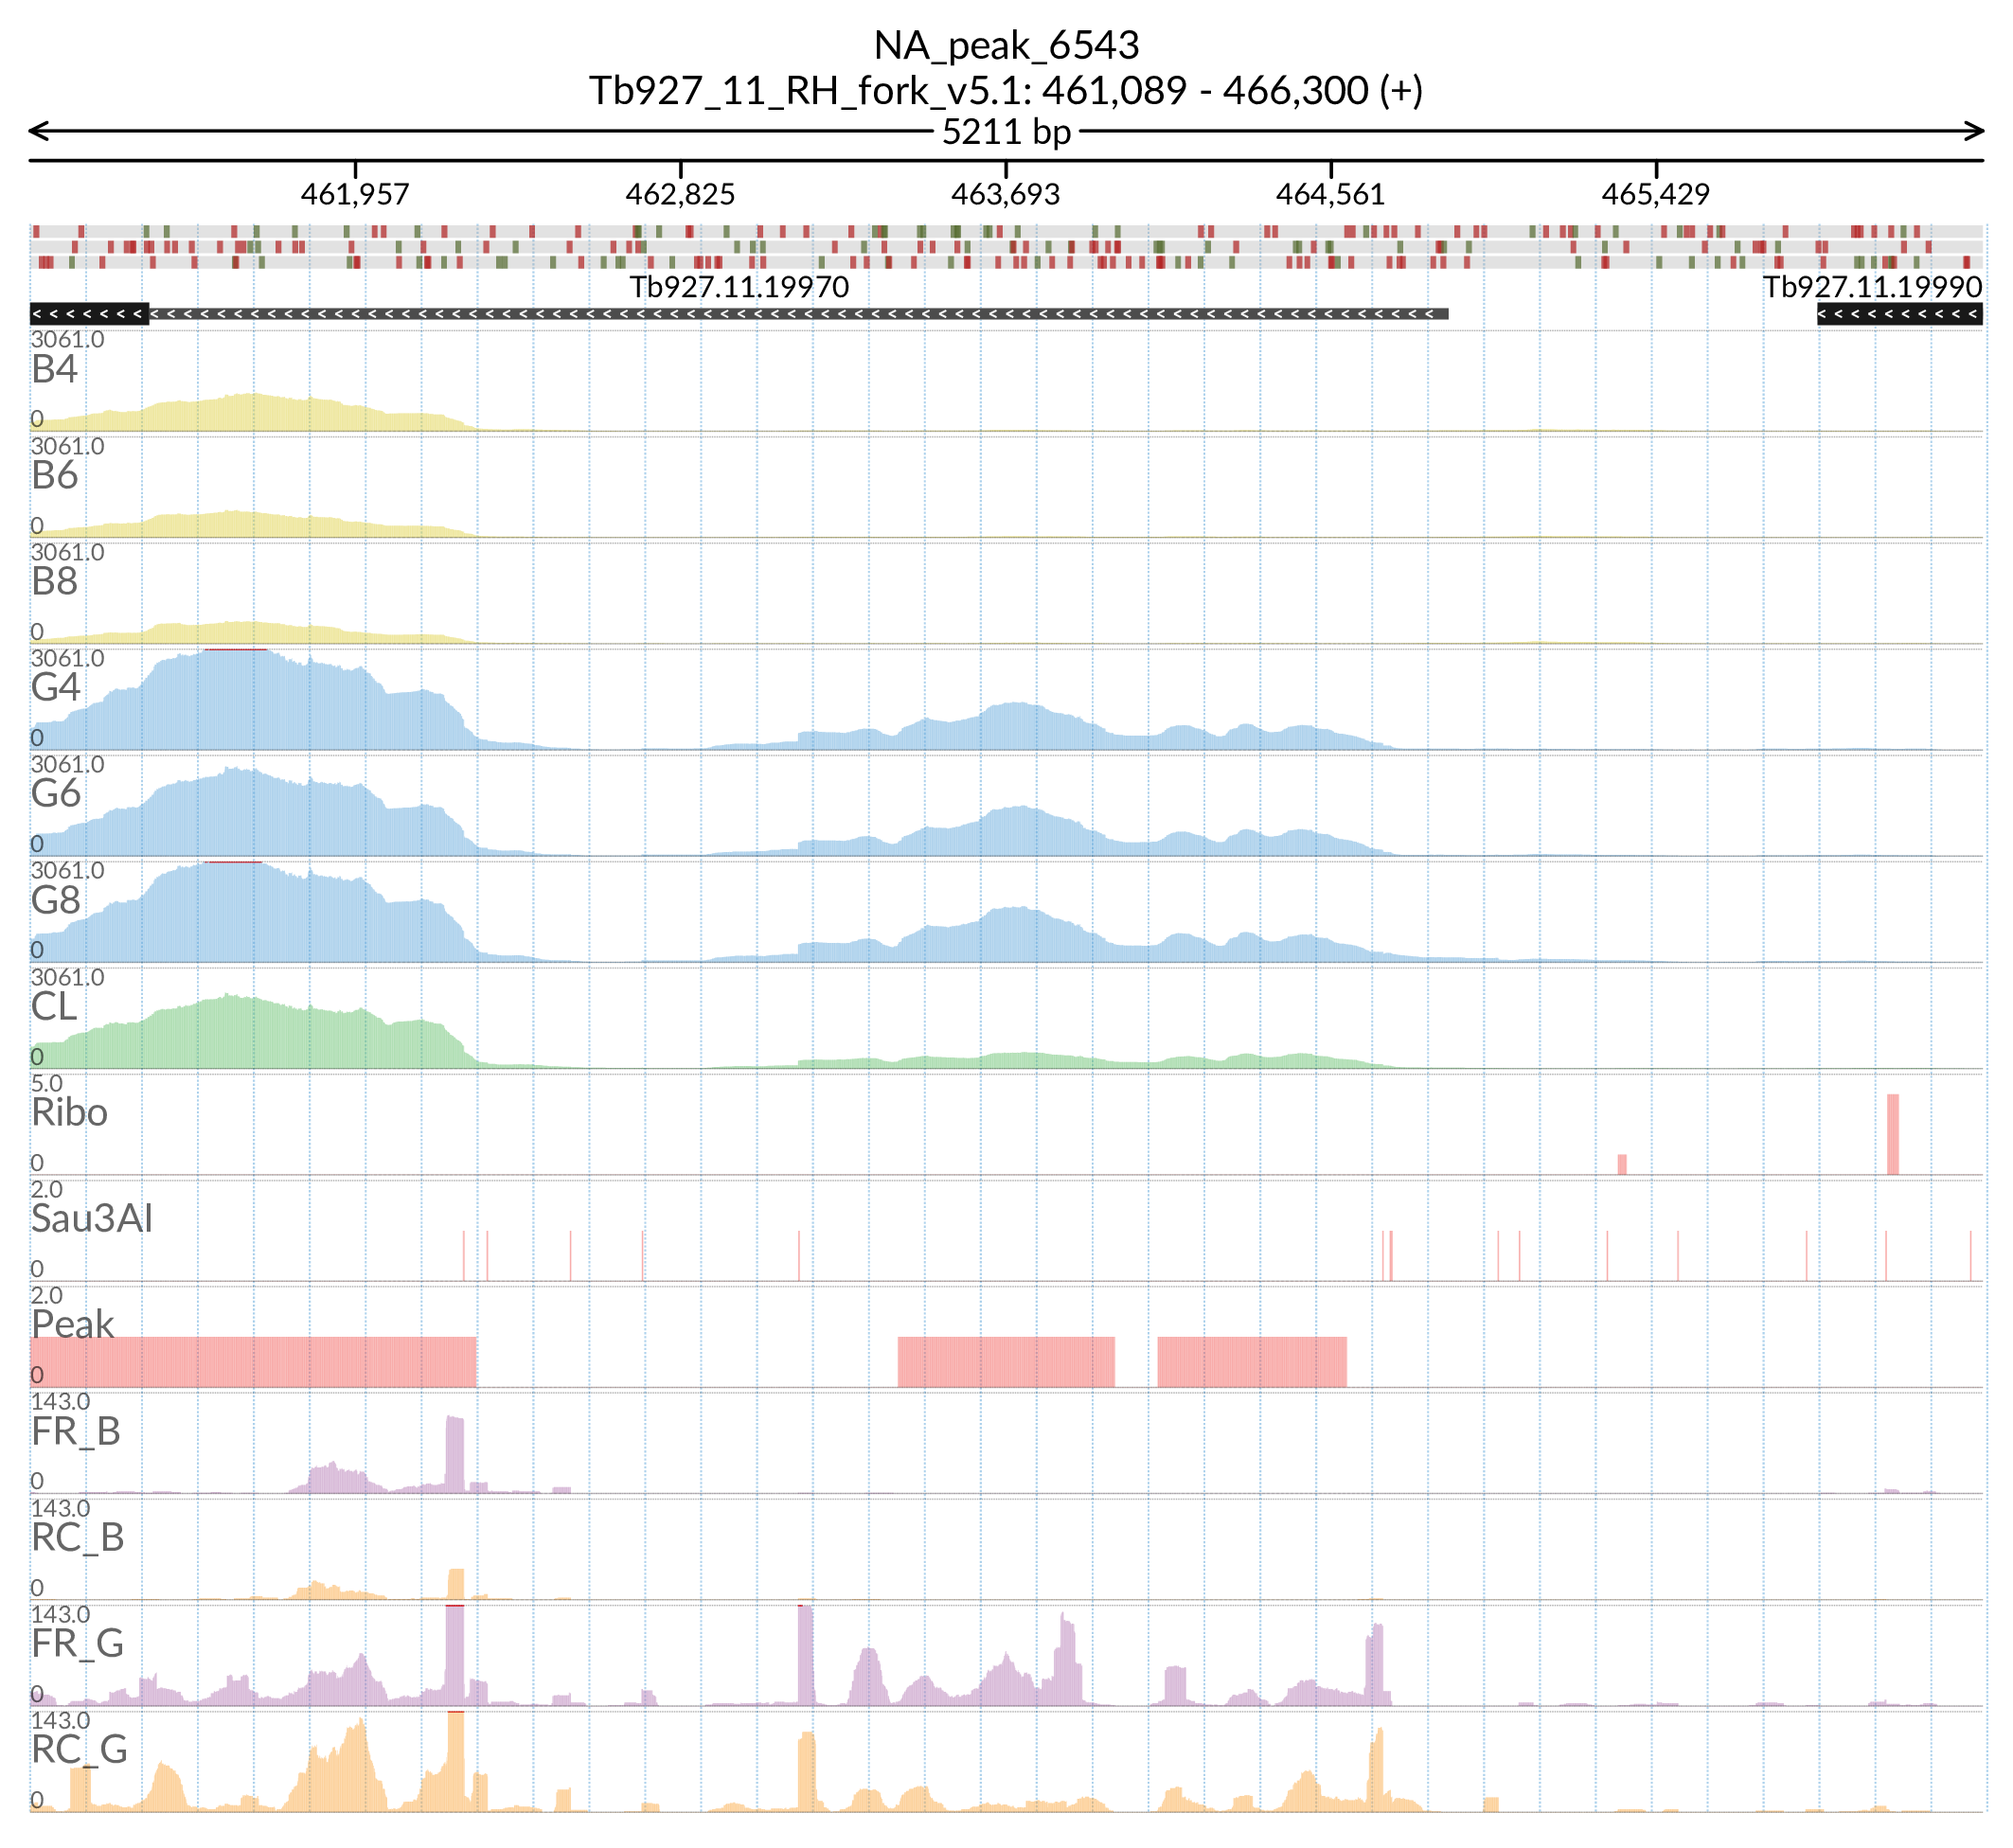 NA_peak_6543
Tb927_11_RH_fork_v5.1: 461,089 - 466,300 (+)
5211 bp
461,957 462,825 463,693 464,561 465,429
Tb927.11.19970 Tb927.11.19990
3061.0
B4
0
3061.0
B6
0
3061.0
B8
0
3061.0
G4
0
3061.0
G6
0
3061.0
G8
0
3061.0
CL
0
5.0
Ribo
0
2.0
Sau3AI
0
2.0
Peak
0
143.0
FR_B
0
143.0
RC_B
0
143.0
FR_G
0
143.0
RC_G
0